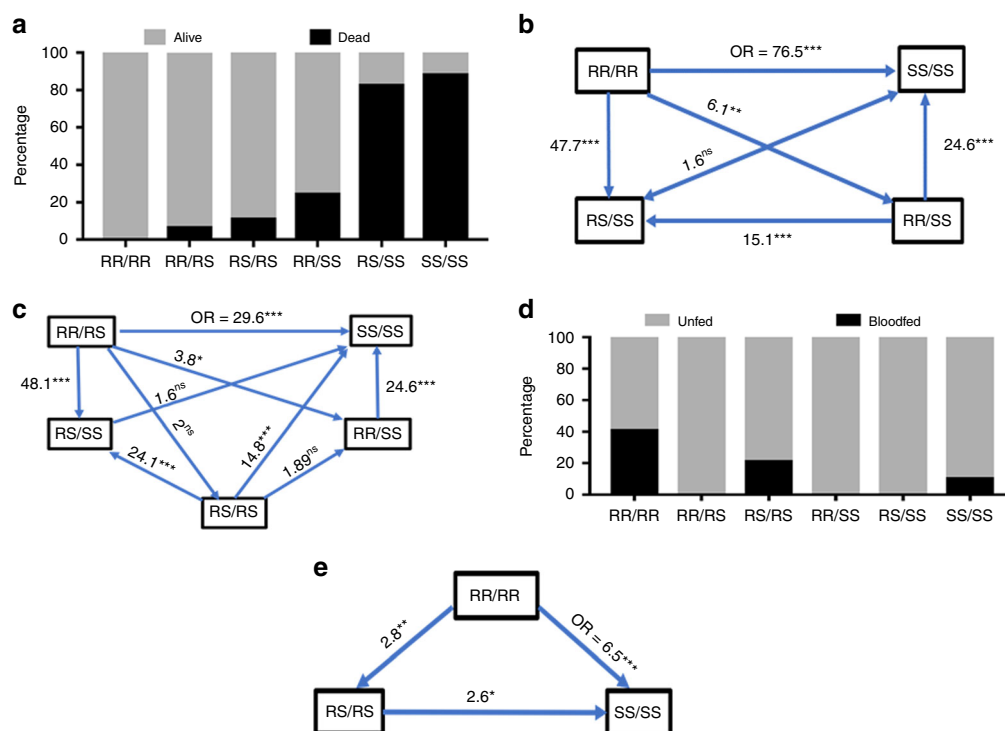 a
Alive Dead
Percentage
100
80
60
40
20
0
RR/RR RR/RS RS/RS RR/SS RS/SS SS/SS
b
RR/RR
OR = 76.5***
SS/SS
6.1**
47.7***
1.6ns
24.6***
RS/SS
RR/SS
15.1***
c
RR/RS
OR = 29.6***
SS/SS
3.8*
48.1***
1.6ns
24.6***
RS/SS
2ns
RR/SS
14.8***
24.1***
1.89ns
RS/RS
d
Unfed Bloodfed
Percentage
100
80
60
40
20
0
RR/RR RR/RS RS/RS RR/SS RS/SS SS/SS
e
RR/RR
2.8**
OR = 6.5***
RS/RS
2.6*
SS/SS